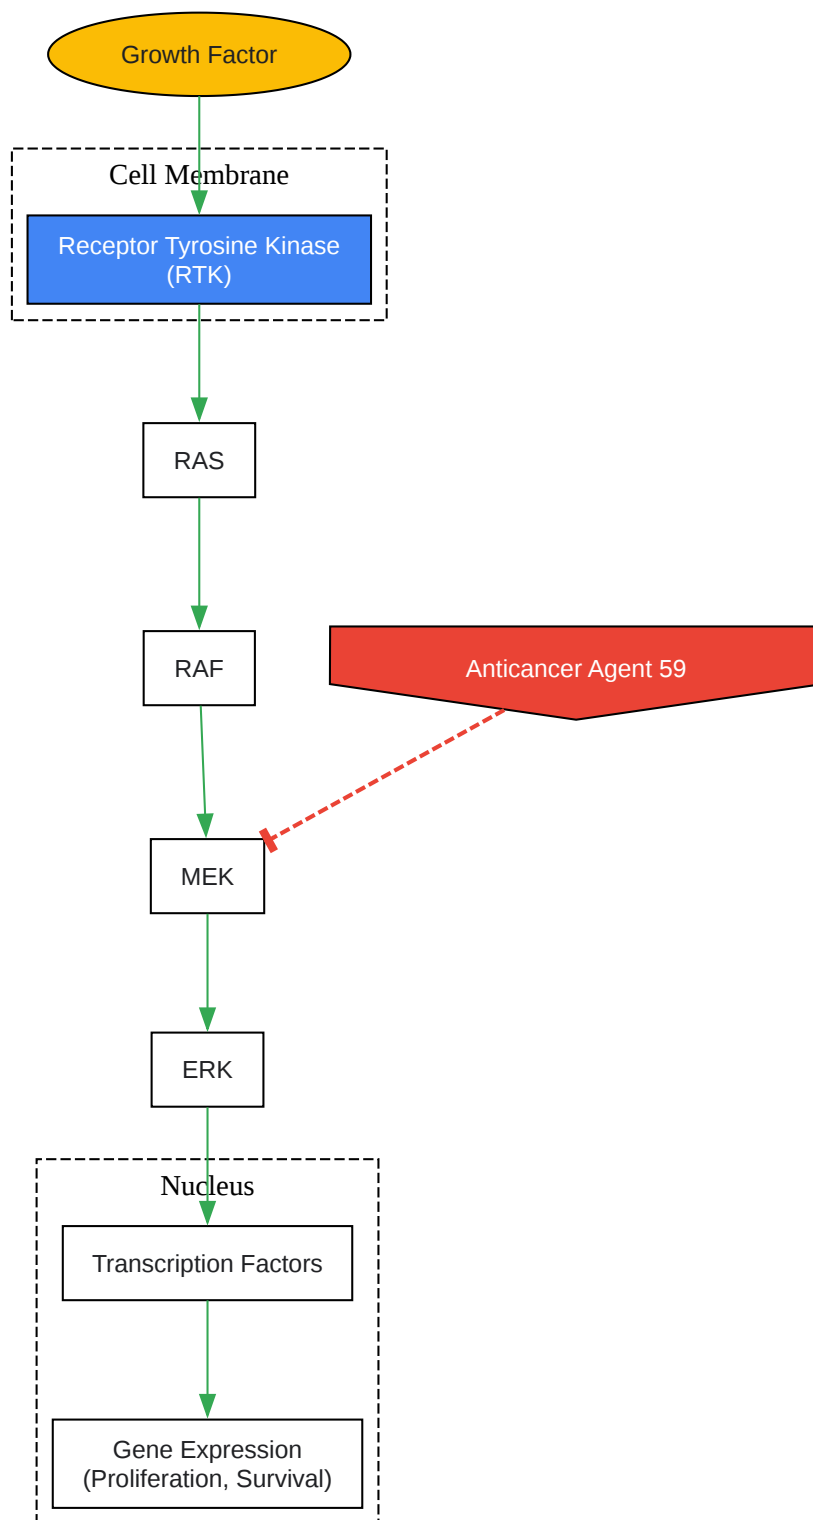 Growth Factor
Cell Membrane
Receptor Tyrosine Kinase
(RTK)
RAS
RAF
Anticancer Agent 59
MEK
ERK
Nucleus
Transcription Factors
Gene Expression
(Proliferation, Survival)